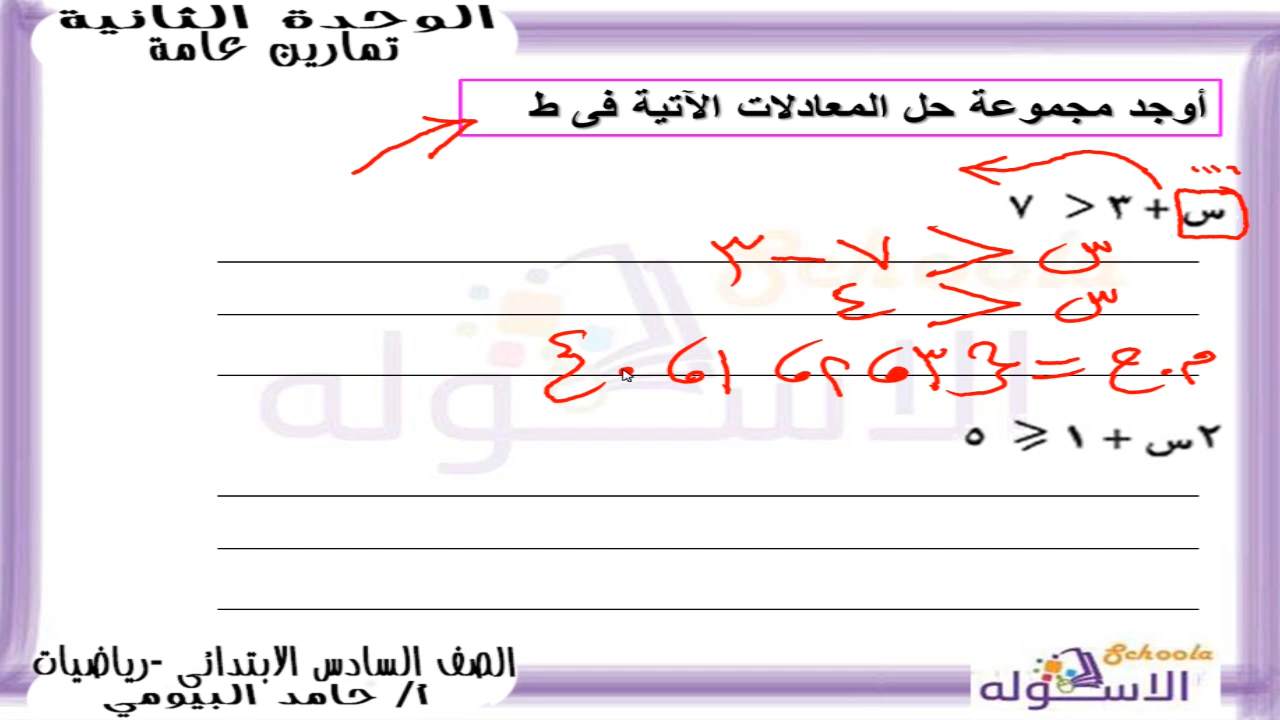 الوحدة الثانية
تمارين عامة
أوجد مجموعة حل المعادلات الآتية فى ط
س + ٣ > ٧
س > ٧ - ٣
س > ٤
م.ح = { ٣ ، ٢ ، ١ ، ٠ }
٢س + ١ ⩾ ٥
الصف السادس الابتدائى -رياضيات
أ/ حامد البيومي
Schoola
الاسكوله